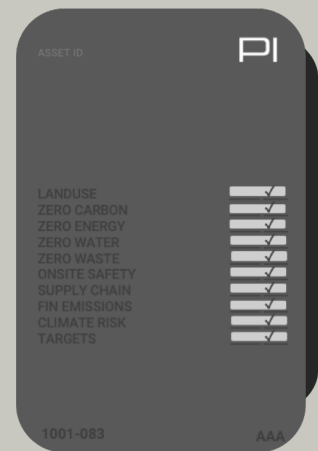 ASSET ID
PI
LANDUSE
ZERO CARBON
ZERO ENERGY
ZERO WATER
ZERO WASTE
ONSITE SAFETY
SUPPLY CHAIN
FIN EMISSIONS
CLIMATE RISK
TARGETS
1001-083
AAA